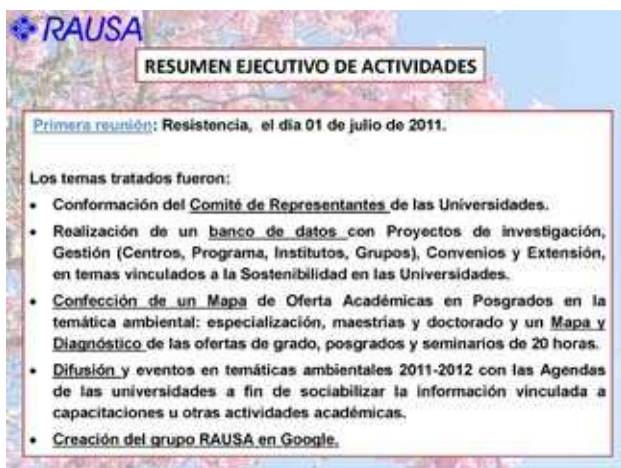 RAUSA
RESUMEN EJECUTIVO DE ACTIVIDADES
Primera reunión: Resistencia, el día 01 de julio de 2011.
Los temas tratados fueron:
• Conformación del Comité de Representantes de las Universidades.
• Realización de un banco de datos con Proyectos de investigación,
Gestión (Centros, Programa, Institutos, Grupos), Convenios y Extensión,
en temas vinculados a la Sostenibilidad en las Universidades.
• Confección de un Mapa de Oferta Académicas en Posgrados en la
temática ambiental: especialización, maestrias y doctorado y un Mapa y
Diagnóstico de las ofertas de grado, posgrados y seminarios de 20 horas.
• Difusión y eventos en temáticas ambientales 2011-2012 con las Agendas
de las universidades a fin de sociabilizar la información vinculada a
capacitaciones u otras actividades académicas.
• Creación del grupo RAUSA en Google.